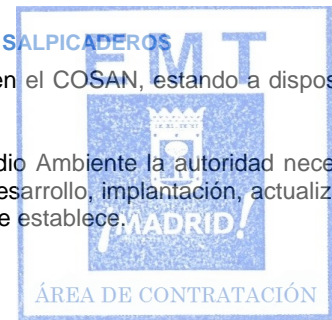 SALPICADEROS
EMT
en el COSAN, estando a dispos
dio Ambiente la autoridad nece
esarrollo, implantación, actualiz
e establece.
¡MADRID!
ÁREA DE CONTRATACIÓN